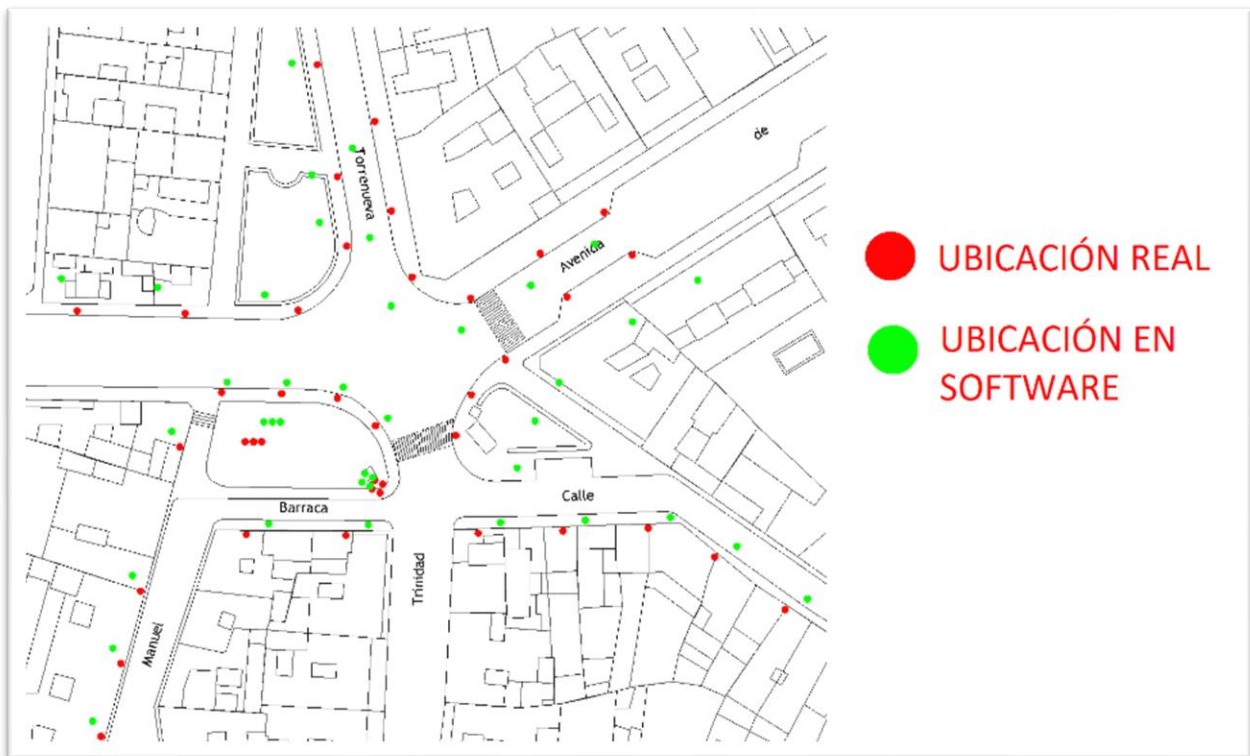 Torrenueva
de
Avenida
Calle
Barraca
Trinidad
Manuel
UBICACIÓN REAL
UBICACIÓN EN
SOFTWARE